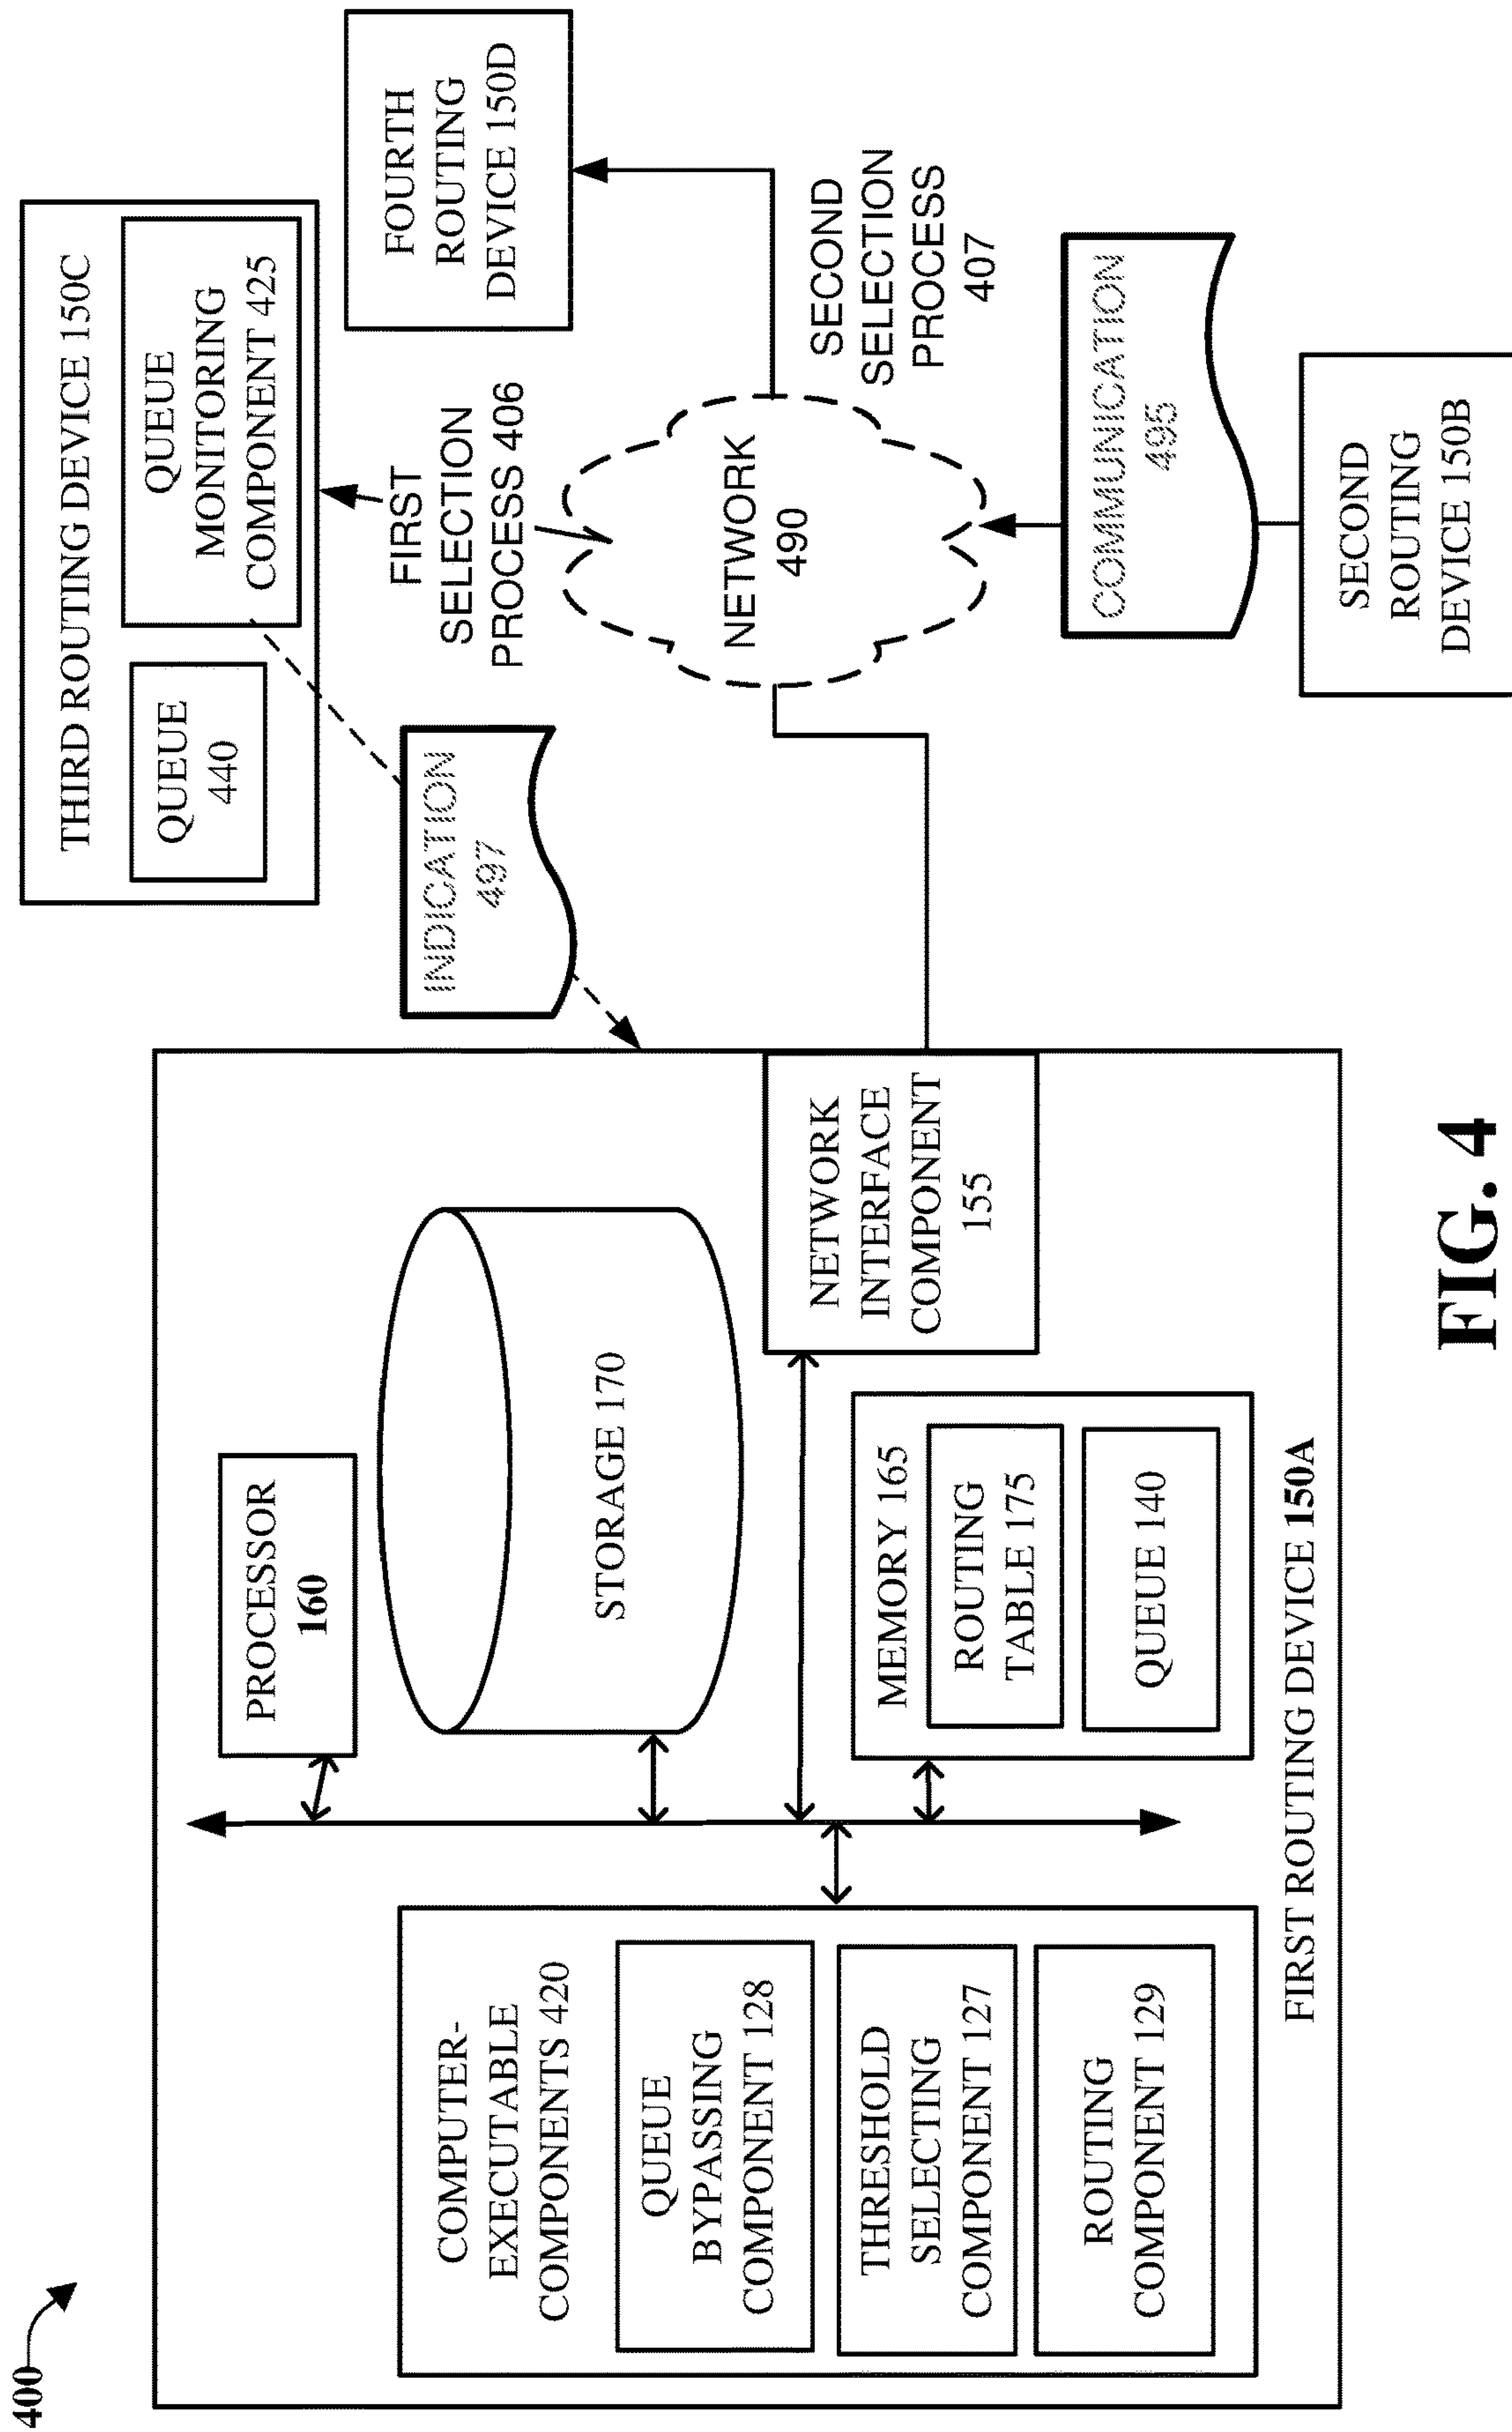 400
COMPUTER-
EXECUTABLE
COMPONENTS 420
QUEUE
BYPASSING
COMPONENT 128
THRESHOLD
SELECTING
COMPONENT 127
ROUTING
COMPONENT 129
PROCESSOR
160
STORAGE 170
MEMORY 165
ROUTING
TABLE 175
QUEUE 140
NETWORK
INTERFACE
COMPONENT
155
FIRST ROUTING DEVICE 150A
INDICATION
497
THIRD ROUTING DEVICE 150C
QUEUE
440
QUEUE
MONITORING
COMPONENT 425
FIRST
SELECTION
PROCESS 406
NETWORK
490
FOURTH
ROUTING
DEVICE 150D
SECOND
SELECTION
PROCESS
407
COMMUNICATION
495
SECOND
ROUTING
DEVICE 150B
FIG. 4